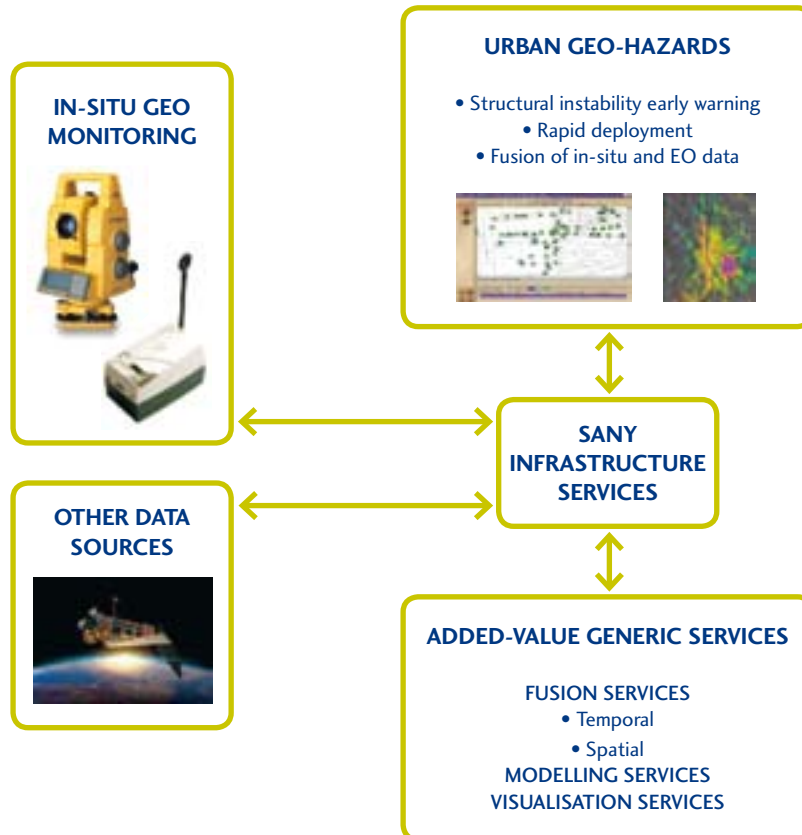 IN-SITU GEO
MONITORING
URBAN GEO-HAZARDS
• Structural instability early warning
• Rapid deployment
• Fusion of in-situ and EO data
SANY
INFRASTRUCTURE
SERVICES
OTHER DATA
SOURCES
ADDED-VALUE GENERIC SERVICES
FUSION SERVICES
• Temporal
• Spatial
MODELLING SERVICES
VISUALISATION SERVICES